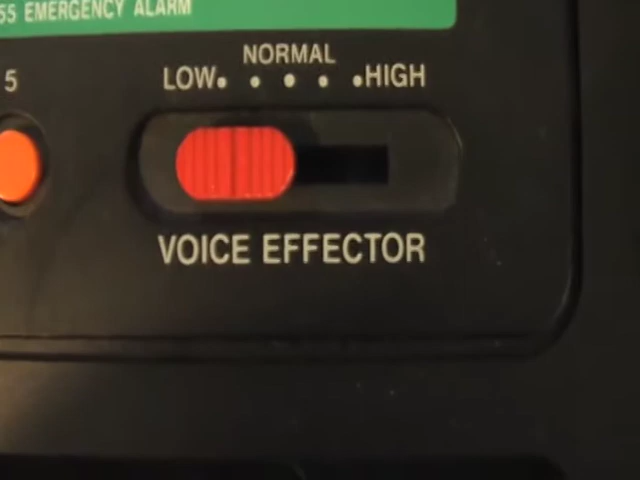 55 EMERGENCY ALARM
NORMAL
5
LOW
HIGH
VOICE EFFECTOR